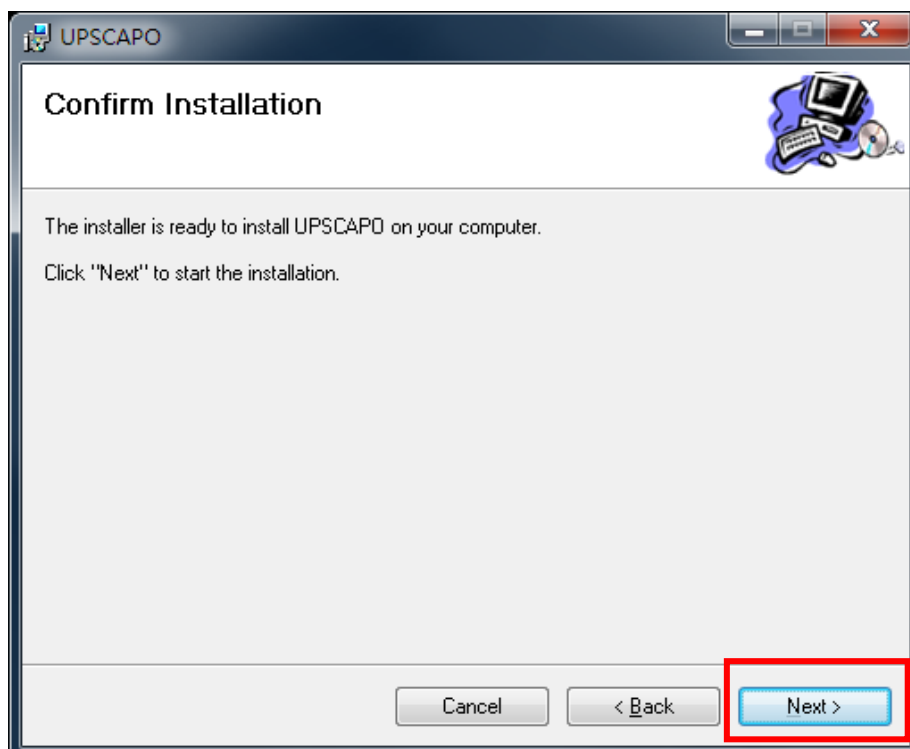 UPSCAPO
Confirm Installation
The installer is ready to install UPSCAPO on your computer.
Click "Next" to start the installation.
Cancel
< Back
Next >